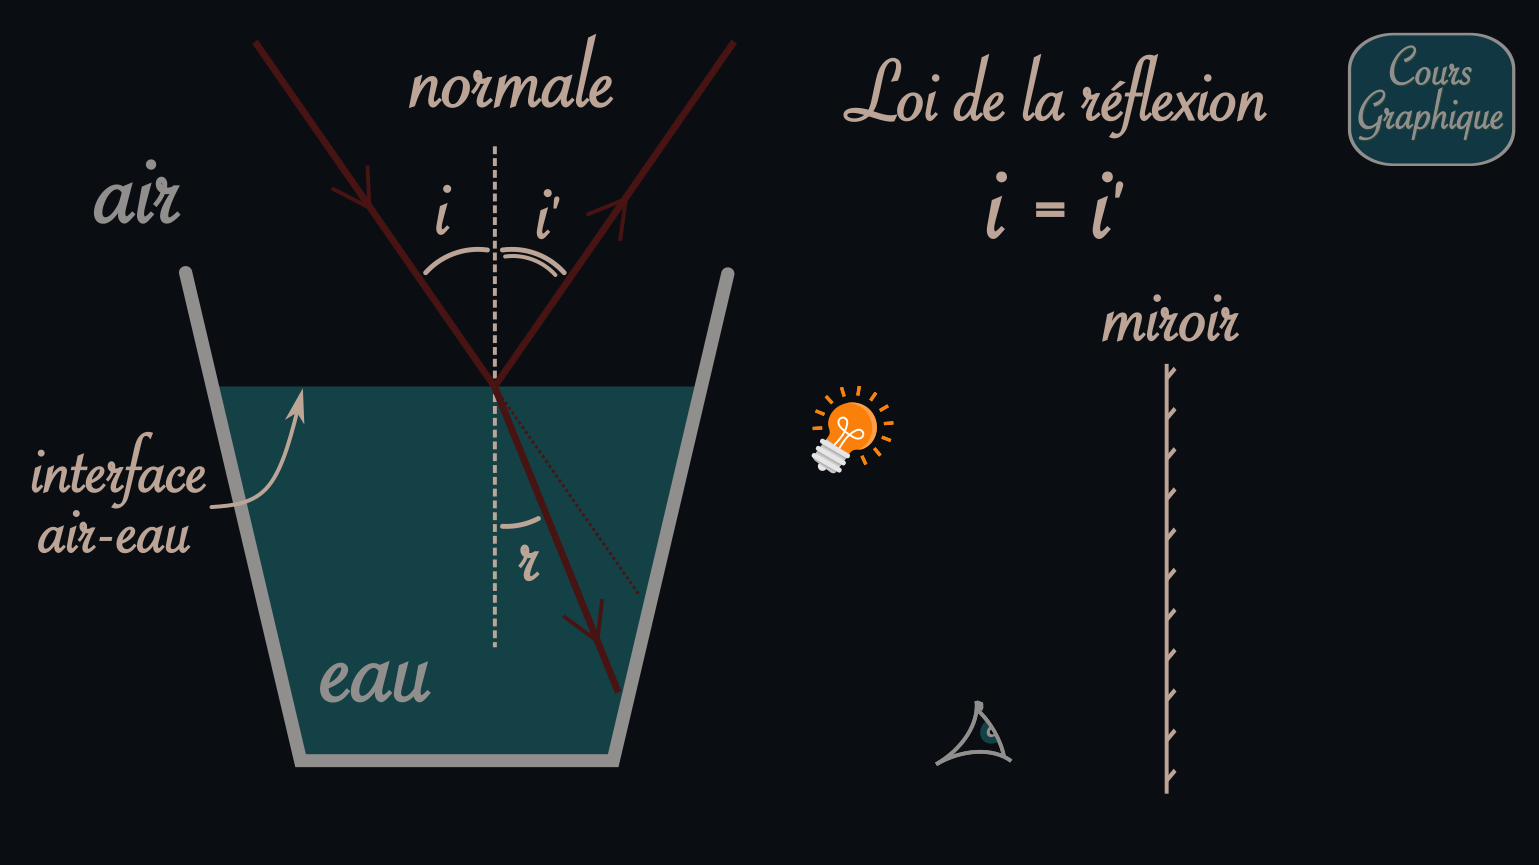 normale
Loi de la réflexion
Cours
Graphique
air
i
i'
i = i'
miroir
interface
air-eau
r
eau